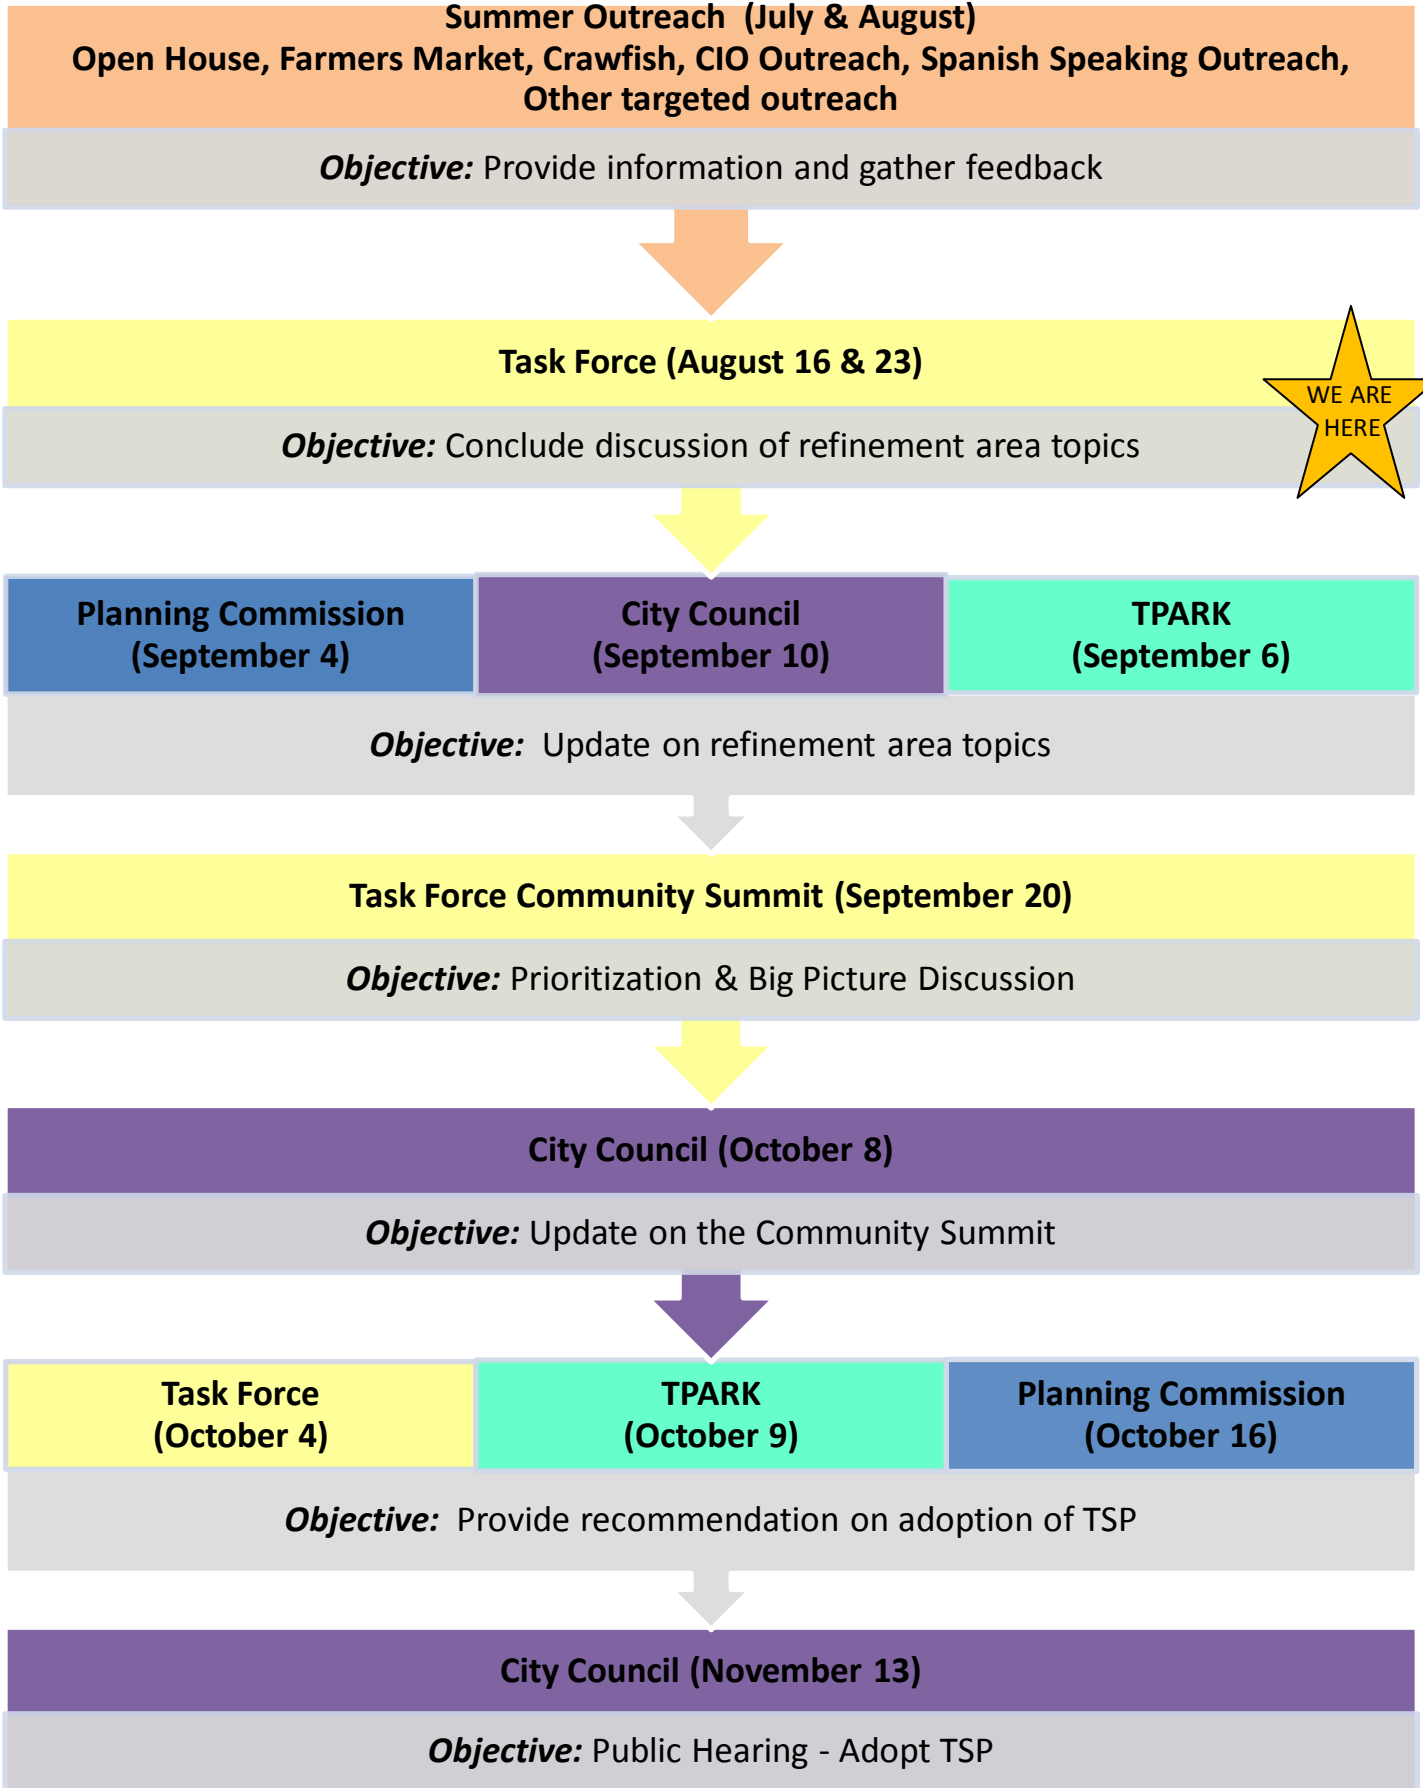 Summer Outreach (July & August)
Open House, Farmers Market, Crawfish, CIO Outreach, Spanish Speaking Outreach,
Other targeted outreach
Objective: Provide information and gather feedback
Task Force (August 16 & 23)
WE ARE
HERE
Objective: Conclude discussion of refinement area topics
Planning Commission
(September 4)
City Council
(September 10)
TPARK
(September 6)
Objective: Update on refinement area topics
Task Force Community Summit (September 20)
Objective: Prioritization & Big Picture Discussion
City Council (October 8)
Objective: Update on the Community Summit
Task Force
(October 4)
TPARK
(October 9)
Planning Commission
(October 16)
Objective: Provide recommendation on adoption of TSP
City Council (November 13)
Objective: Public Hearing - Adopt TSP